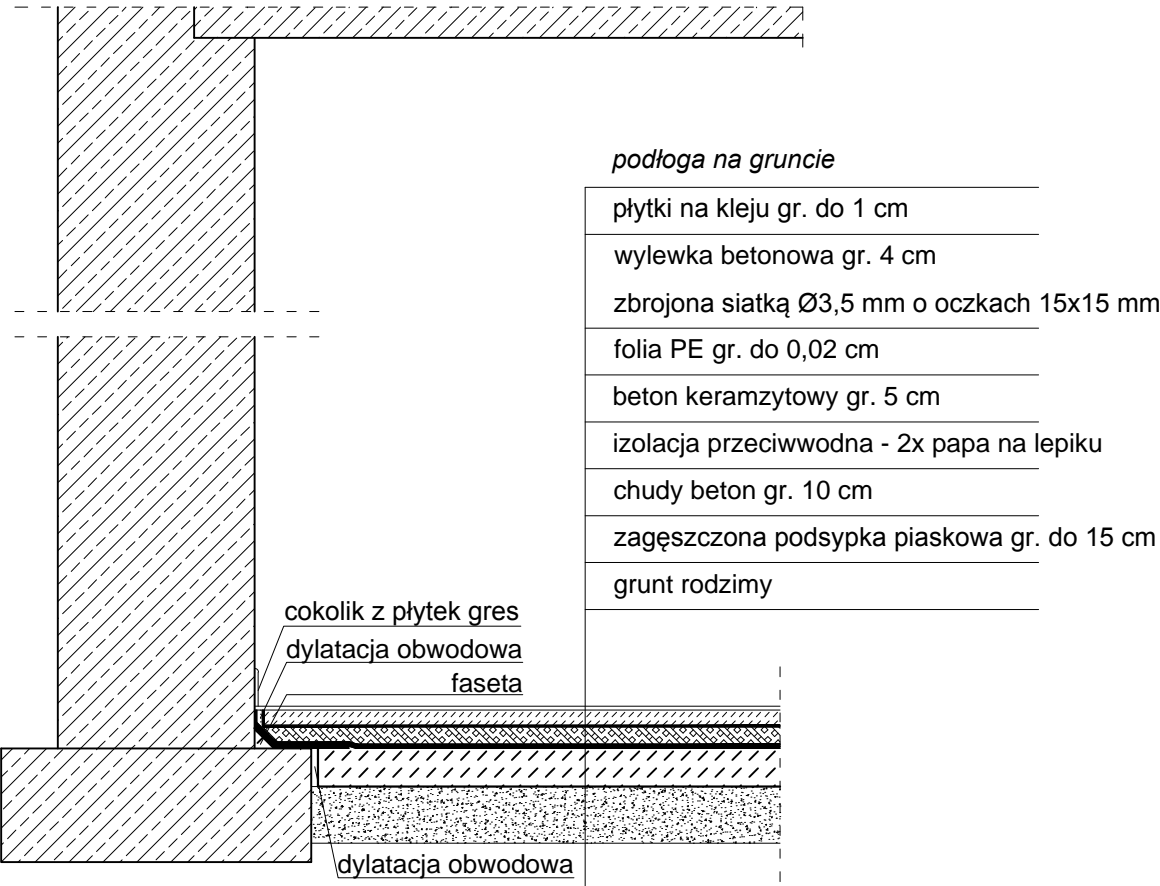 podłoga na gruncie
płytki na kleju gr. do 1 cm
wylewka betonowa gr. 4 cm
zbrojona siatką Ø3,5 mm o oczkach 15x15 mm
folia PE gr. do 0,02 cm
beton keramzytowy gr. 5 cm
izolacja przeciwwodna - 2x papa na lepiku
chudy beton gr. 10 cm
zagęszczona podsypka piaskowa gr. do 15 cm
grunt rodzimy
cokolik z płytek gres
dylatacja obwodowa
faseta
dylatacja obwodowa